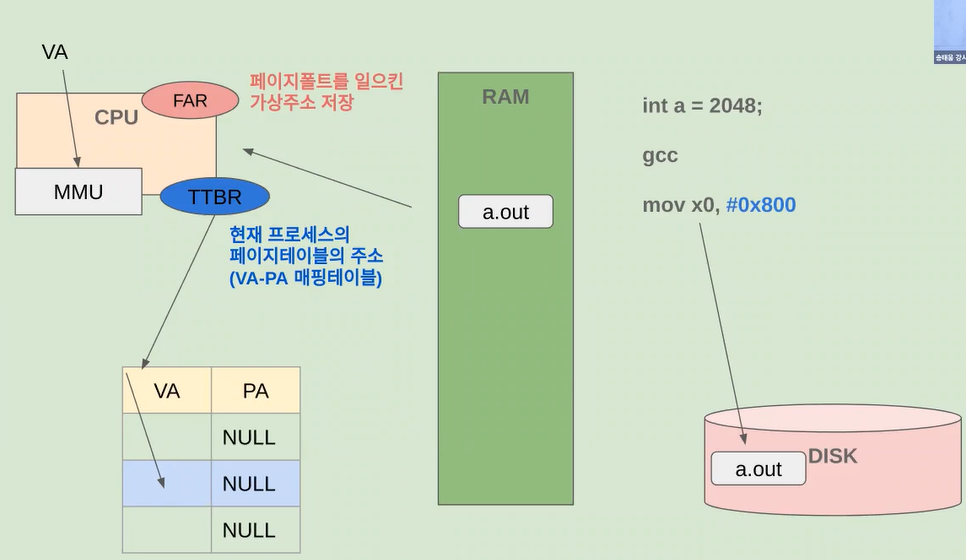 VA
CPU
FAR
페이지폴트를 일으킨
가상주소 저장
MMU
TTBR
현재 프로세스의
페이지테이블의 주소
(VA-PA 매핑테이블)
VA PA
NULL
NULL
NULL
RAM
a.out
int a = 2048;
gcc
mov x0, #0x800
a.out
DISK
송태웅 강사